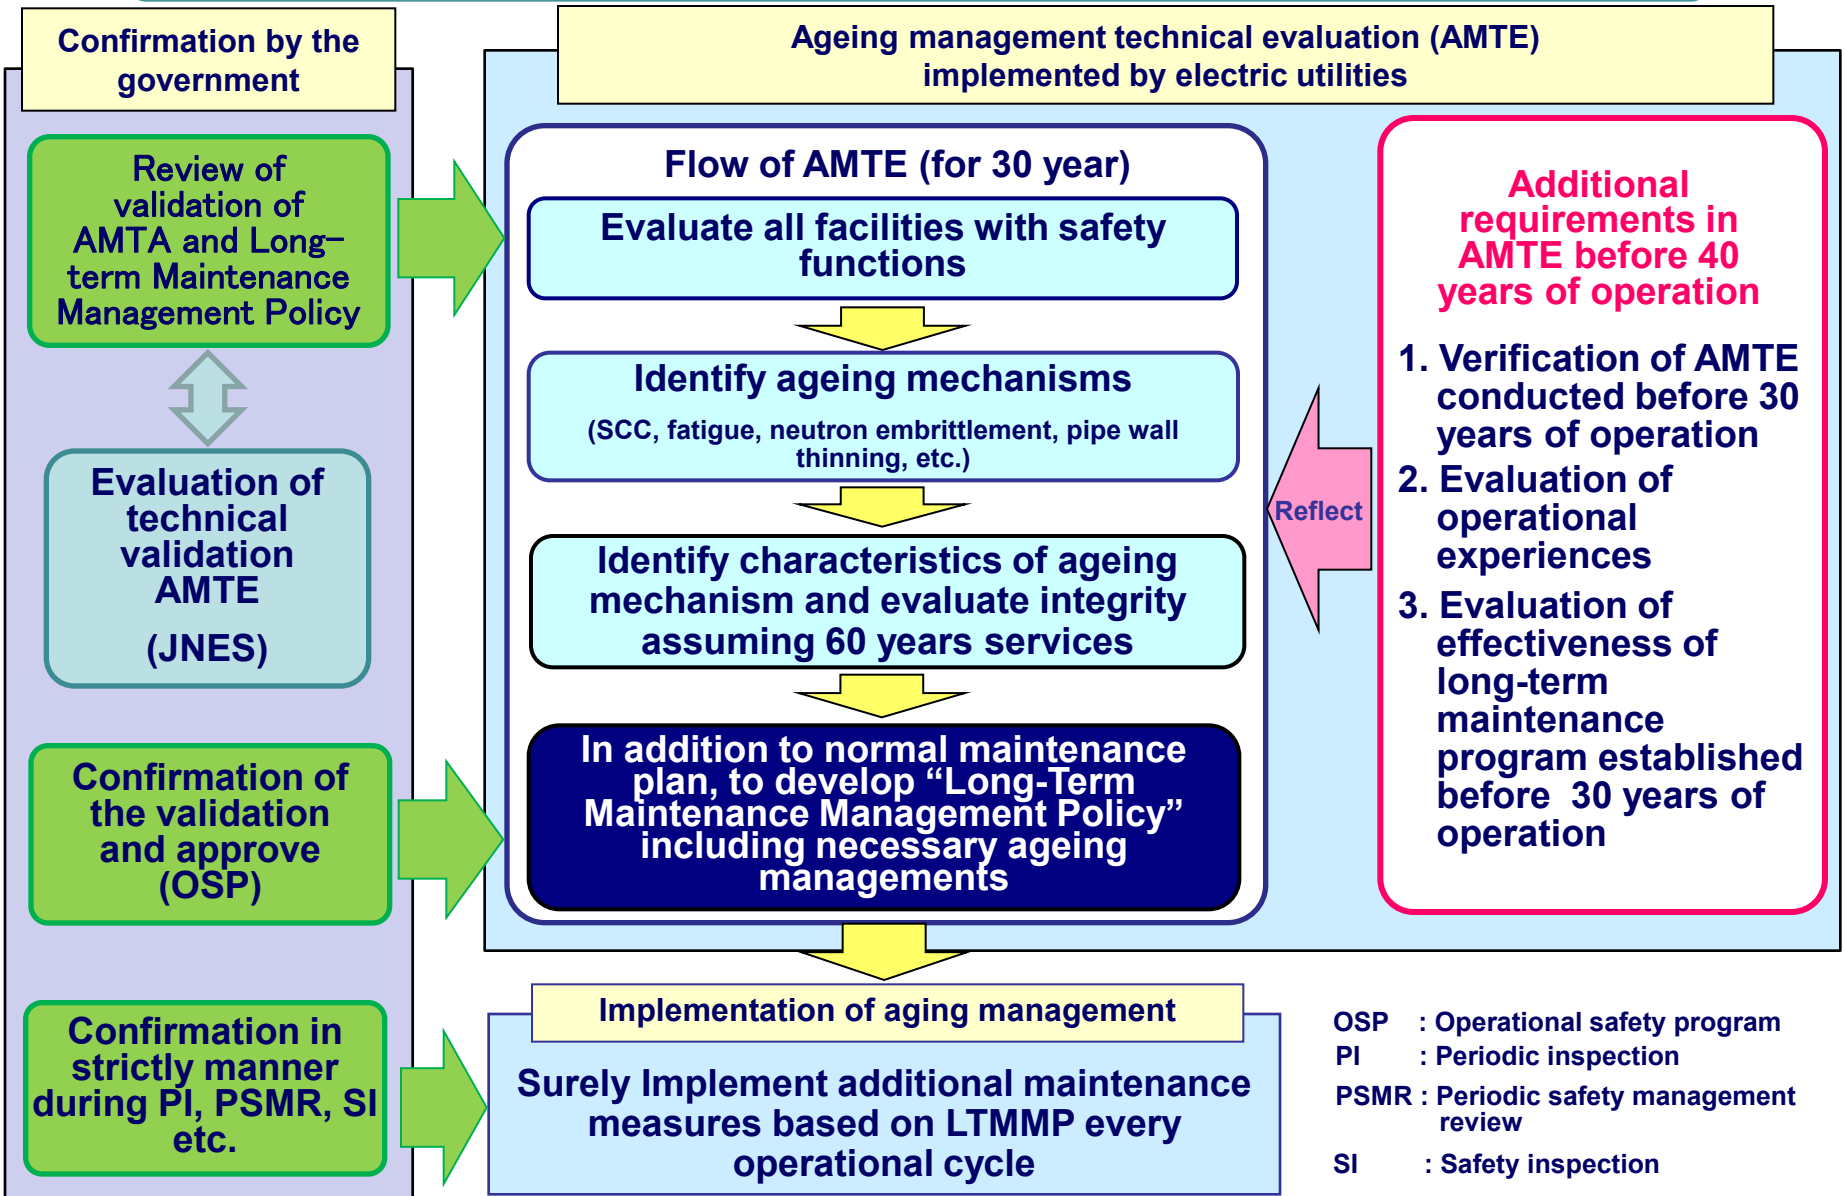 Confirmation by the
government
Review of
validation of
AMTA and Long-
term Maintenance
Management Policy
Evaluation of
technical
validation
AMTE
(JNES)
Confirmation of
the validation
and approve
(OSP)
Confirmation in
strictly manner
during PI, PSMR, SI
etc.
Ageing management technical evaluation (AMTE)
implemented by electric utilities
Flow of AMTE (for 30 year)
Evaluate all facilities with safety
functions
Identify ageing mechanisms
(SCC, fatigue, neutron embrittlement, pipe wall
thinning, etc.)
Identify characteristics of ageing
mechanism and evaluate integrity
assuming 60 years services
In addition to normal maintenance
plan, to develop “Long-Term
Maintenance Management Policy”
including necessary ageing
managements
Reflect
Additional
requirements in
AMTE before 40
years of operation
1. Verification of AMTE
conducted before 30
years of operation
2. Evaluation of
operational
experiences
3. Evaluation of
effectiveness of
long-term
maintenance
program established
before 30 years of
operation
Implementation of aging management
Surely Implement additional maintenance
measures based on LTMMP every
operational cycle
OSP : Operational safety program
PI : Periodic inspection
PSMR : Periodic safety management
review
SI : Safety inspection